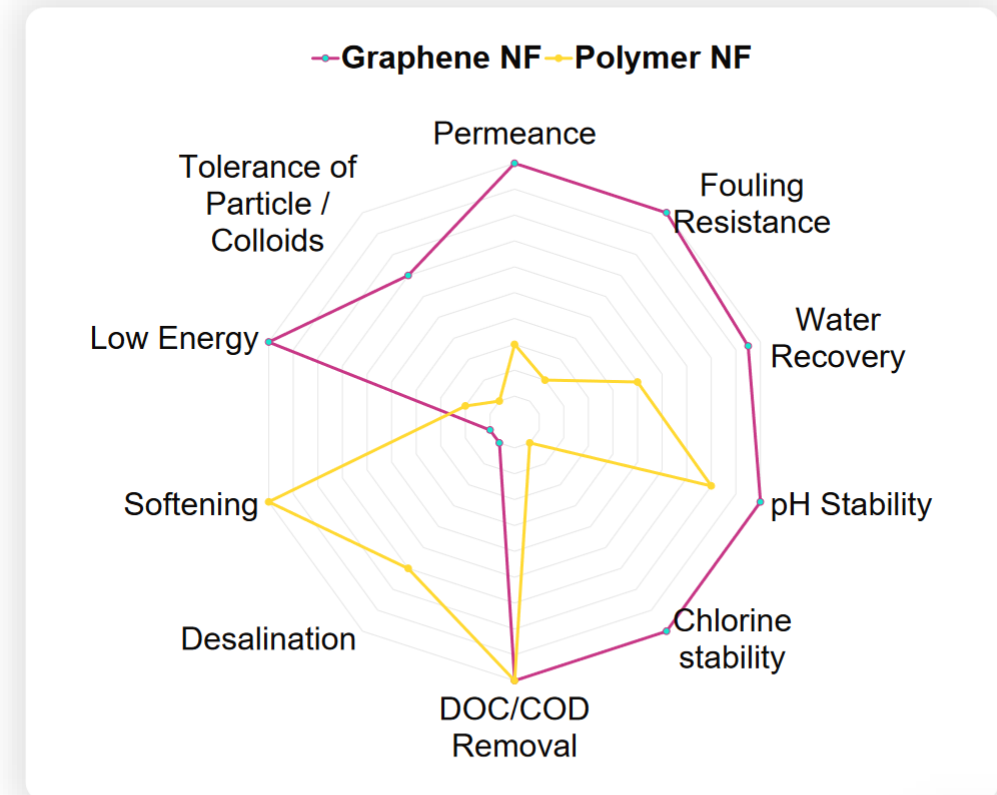 Graphene NF Polymer NF
Permeance
Tolerance of
Particle /
Colloids
Fouling
Resistance
Low Energy
Water
Recovery
Softening
pH Stability
Desalination
Chlorine
stability
DOC/COD
Removal